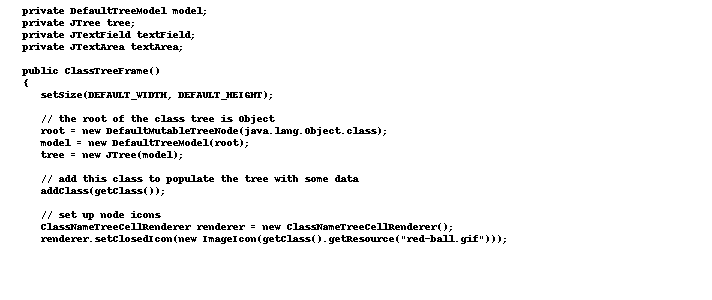 private DefaultTreeModel model;
private JTree tree;
private JTextField textField;
private JTextArea textArea;

public ClassTreeFrame()
{
   setSize(DEFAULT_WIDTH, DEFAULT_HEIGHT);

   // the root of the class tree is Object
   root = new DefaultMutableTreeNode(java.lang.Object.class);
   model = new DefaultTreeModel(root);
   tree = new JTree(model);

   // add this class to populate the tree with some data
   addClass(getClass());

   // set up node icons
   ClassNameTreeCellRenderer renderer = new ClassNameTreeCellRenderer();
   renderer.setClosedIcon(new ImageIcon(getClass().getResource("red-ball.gif")));